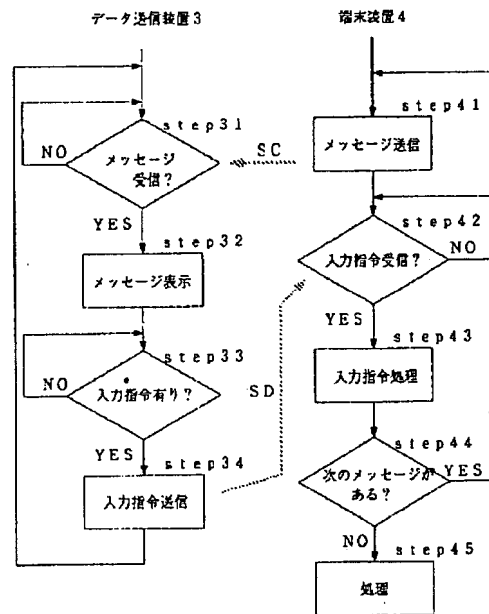 データ送信装置3
端末装置4
step31
メッセージ
受信?
NO
YES
step32
メッセージ表示
step33
NO
入力指令有り?
YES
step34
入力指令送信
SC
SD
step41
メッセージ送信
step42
入力指令受信?
NO
YES
step43
入力指令処理
step44
次のメッセージが
ある?
YES
NO
step45
処理